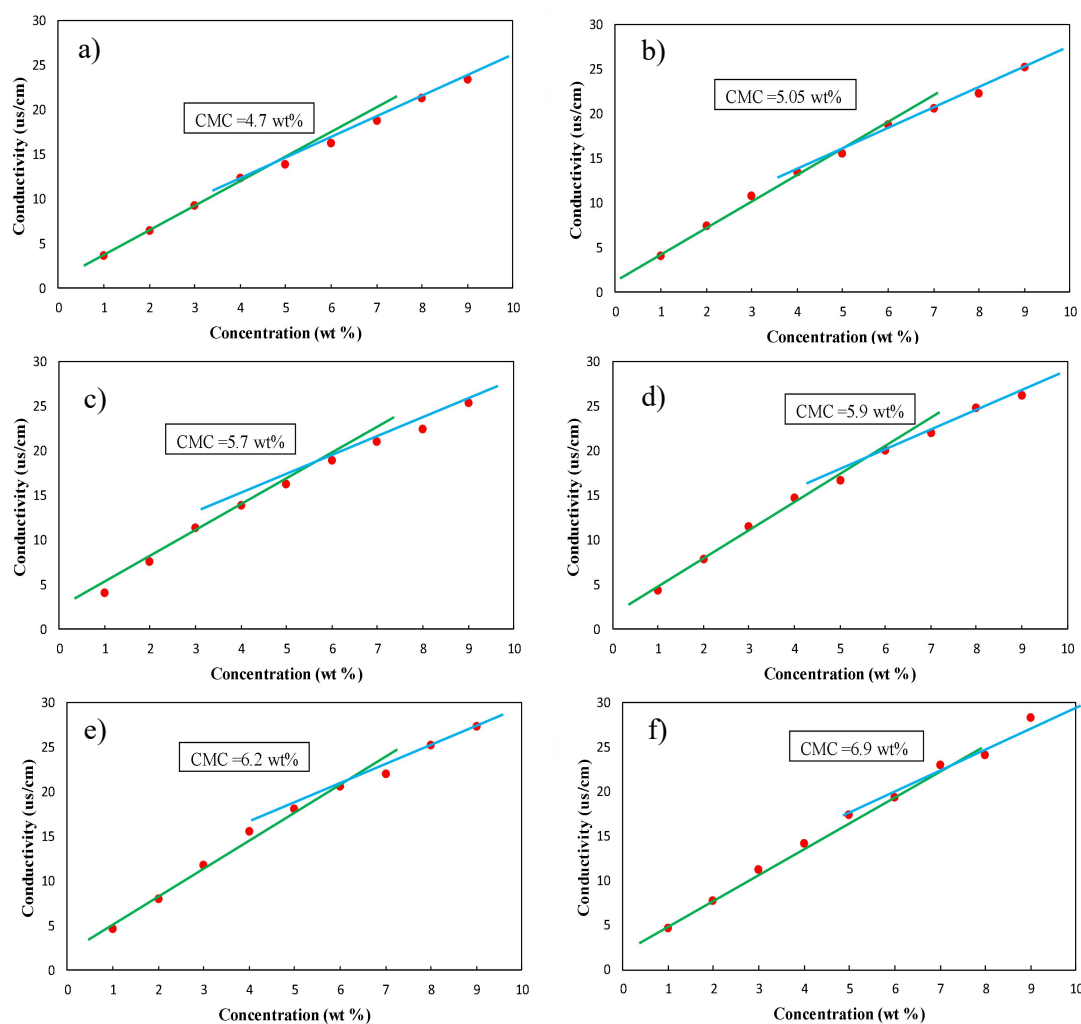 a)
CMC =4.7 wt%
Conductivity (us/cm)
30
25
20
15
10
5
0
0 1 2 3 4 5 6 7 8 9 10
Concentration (wt %)
b)
CMC =5.05 wt%
Conductivity (us/cm)
30
25
20
15
10
5
0
0 1 2 3 4 5 6 7 8 9 10
Concentration (wt %)
c)
CMC =5.7 wt%
Conductivity (us/cm)
30
25
20
15
10
5
0
0 1 2 3 4 5 6 7 8 9 10
Concentration (wt %)
d)
CMC =5.9 wt%
Conductivity (us/cm)
30
25
20
15
10
5
0
0 1 2 3 4 5 6 7 8 9 10
Concentration (wt %)
e)
CMC =6.2 wt%
Conductivity (us/cm)
30
25
20
15
10
5
0
0 1 2 3 4 5 6 7 8 9 10
Concentration (wt %)
f)
CMC =6.9 wt%
Conductivity (us/cm)
30
25
20
15
10
5
0
0 1 2 3 4 5 6 7 8 9 10
Concentration (wt %)